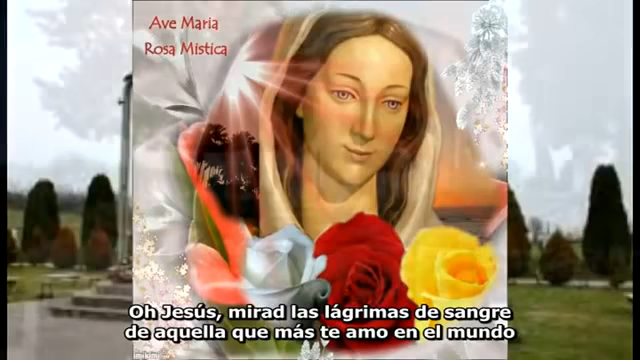 Ave Maria
Rosa Mistica
Oh Jesús, mirad las lágrimas de sangre
de aquella que más te amo en el mundo